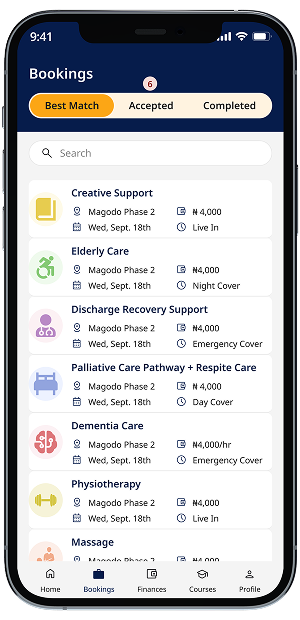 9:41
Bookings
6
Best Match Accepted Completed
Search
Creative Support
Magodo Phase 2 ₦ 4,000
Wed, Sept. 18th Live In
Elderly Care
Magodo Phase 2 ₦4,000
Wed, Sept. 18th Night Cover
Discharge Recovery Support
Magodo Phase 2 ₦4,000
Wed, Sept. 18th Emergency Cover
Palliative Care Pathway + Respite Care
Magodo Phase 2 ₦ 4,000
Wed, Sept. 18th Day Cover
Dementia Care
Magodo Phase 2 ₦4,000/hr
Wed, Sept. 18th Emergency Cover
Physiotherapy
Magodo Phase 2 ₦4,000
Wed, Sept. 18th Live In
Massage
Magodo Phase 2 ₦4,000
Home Bookings Finances Courses Profile